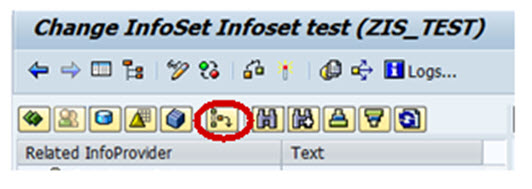 Change InfoSet Infoset test (ZIS_TEST)
Logs...
Related InfoProvider Text